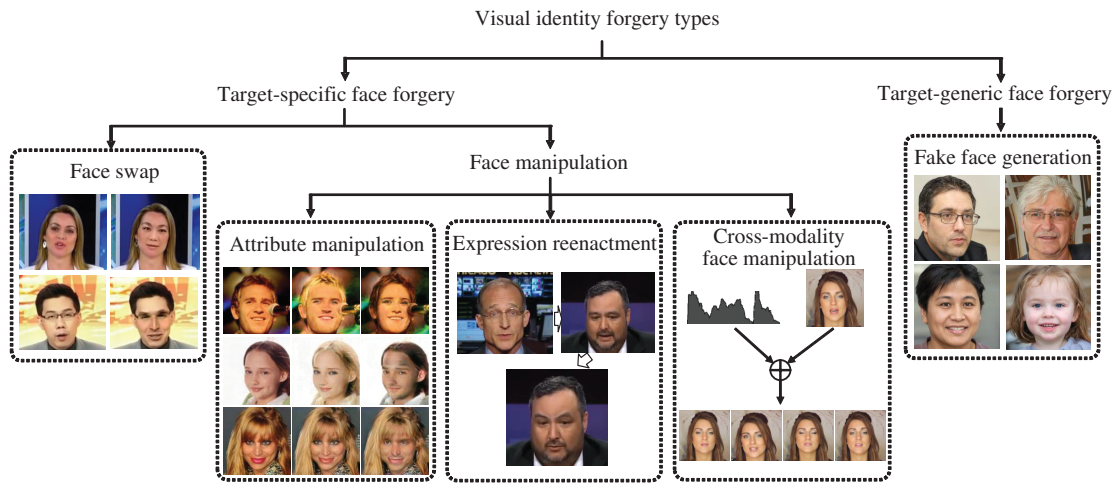 Visual identity forgery types
Target-specific face forgery
Target-generic face forgery
Face swap
Face manipulation
Fake face generation
Attribute manipulation
Expression reenactment
Cross-modality
face manipulation